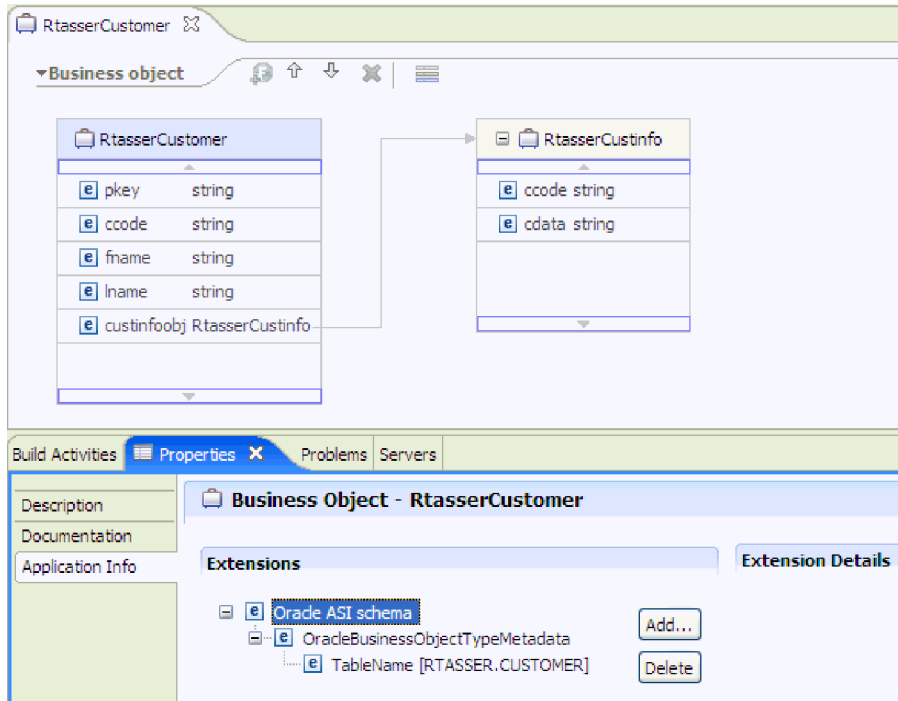 RtasserCustomer
Business object
RtasserCustomer
pkey string
ccode string
fname string
lname string
custinfoobj RtasserCustinfo
RtasserCustinfo
ccode string
cdata string
Build Activities Properties Problems Servers
Description
Documentation
Application Info
Business Object - RtasserCustomer
Extensions
Extension Details
Oracle ASI schema
OracleBusinessObjectTypeMetadata
TableName [RTASSER.CUSTOMER]
Add...
Delete